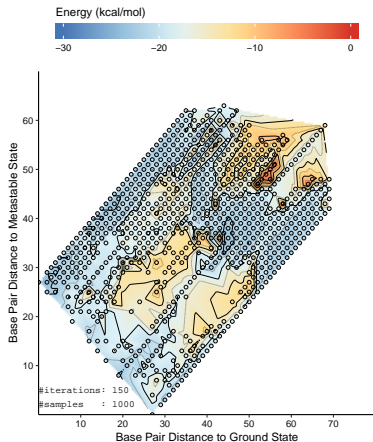 Energy (kcal/mol)
−30 −20 −10 0
Base Pair Distance to Metastable State
60
50
40
30
20
10
#iterations: 150
#samples   : 1000
10 20 30 40 50 60 70
Base Pair Distance to Ground State